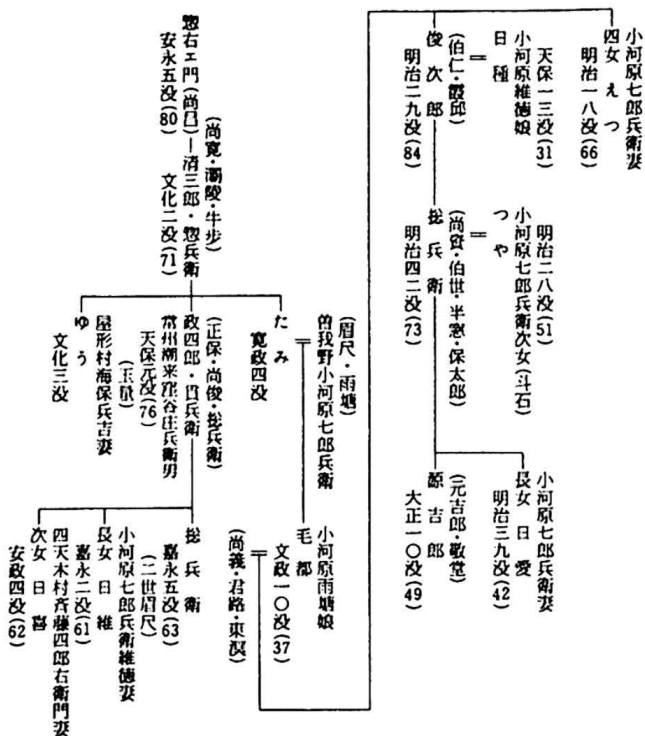 小河原七郎兵衛妻
四女 えつ
明治一八没(66)
天保一三没(31)
小河原維徳娘
日種
(伯仁・霞邱)
俊次郎
明治二九没(84)
明治二八没(51)
小河原七郎兵衛次女(斗石)
つや
(尚賓・伯世・半窓・保太郎)
総兵衛
明治四二没(73)
小河原七郎兵衛妻
長女 日愛
明治三九没(42)
(元吉郎・敬堂)
源吉郎
大正一〇没(49)
惣右ェ門(尚昌)
安永五没(80)
(尚寛・瀾陵・牛歩)
清三郎・惣兵衛
文化二没(71)
(眉尺・雨塘)
曽我野小河原七郎兵衛
たみ
寛政四没
(正保・尚俊・総兵衛)
政四郎・貫兵衛
常州潮来窪谷庄兵衛男
天保元没(76)
(玉量)
屋形村海保兵吉妻
ゆう
文化三没
小河原雨塘娘
毛都
文政一〇没(37)
(尚義・君路・東溟)
総兵衛
嘉永五没(63)
(二世眉尺)
小河原七郎兵衛維徳妻
長女 日維
嘉永二没(61)
四天木村斉藤四郎右衛門妻
次女 日喜
安政四没(62)